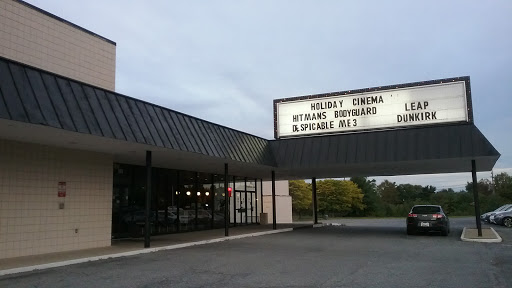 HOLIDAY CINEMA
HITMANS BODYGUARD
DESPICABLE ME 3
LEAP
DUNKIRK